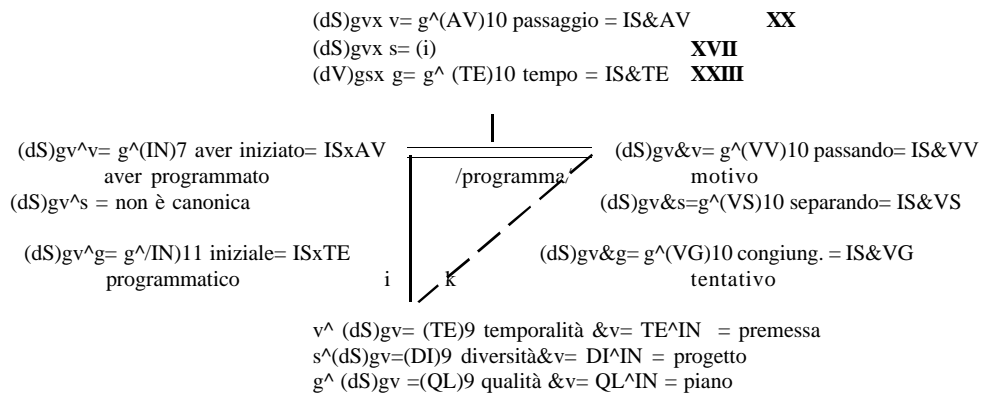 (dS)gvx v= g^(AV)10 passaggio = IS&AV XX
(dS)gvx s= (i) XVII
(dV)gsx g= g^ (TE)10 tempo = IS&TE XXIII
(dS)gv^v= g^(IN)7 aver iniziato= ISxAV
aver programmato
(dS)gv^s = non è canonica
(dS)gv^g= g^/IN)11 iniziale= ISxTE
programmatico
/programma/
i k
(dS)gv&v= g^(VV)10 passando= IS&VV
motivo
(dS)gv&s=g^(VS)10 separando= IS&VS
(dS)gv&g= g^(VG)10 congiung. = IS&VG
tentativo
v^ (dS)gv= (TE)9 temporalità &v= TE^IN = premessa
s^(dS)gv=(DI)9 diversità&v= DI^IN = progetto
g^ (dS)gv =(QL)9 qualità &v= QL^IN = piano